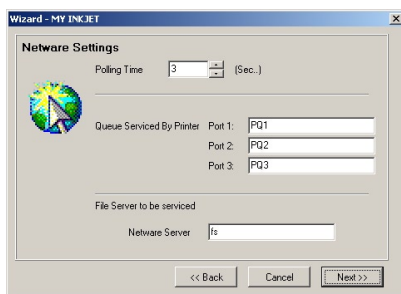 Wizard - MY INKJET
Netware Settings
Polling Time 3 (Sec..)
Queue Serviced By Printer Port 1: PQ1
Port 2: PQ2
Port 3: PQ3
File Server to be serviced
Netware Server fs
<< Back Cancel Next >>